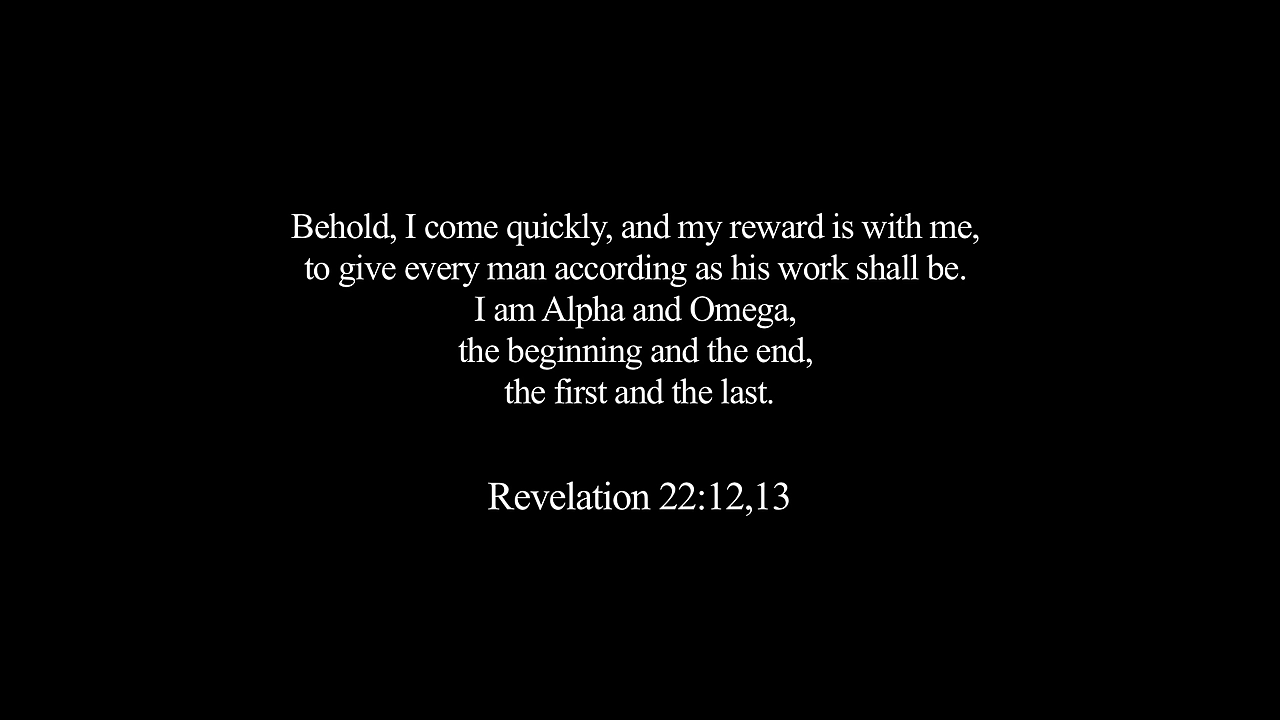 Behold, I come quickly, and my reward is with me,
to give every man according as his work shall be.
I am Alpha and Omega,
the beginning and the end,
the first and the last.
Revelation 22:12,13